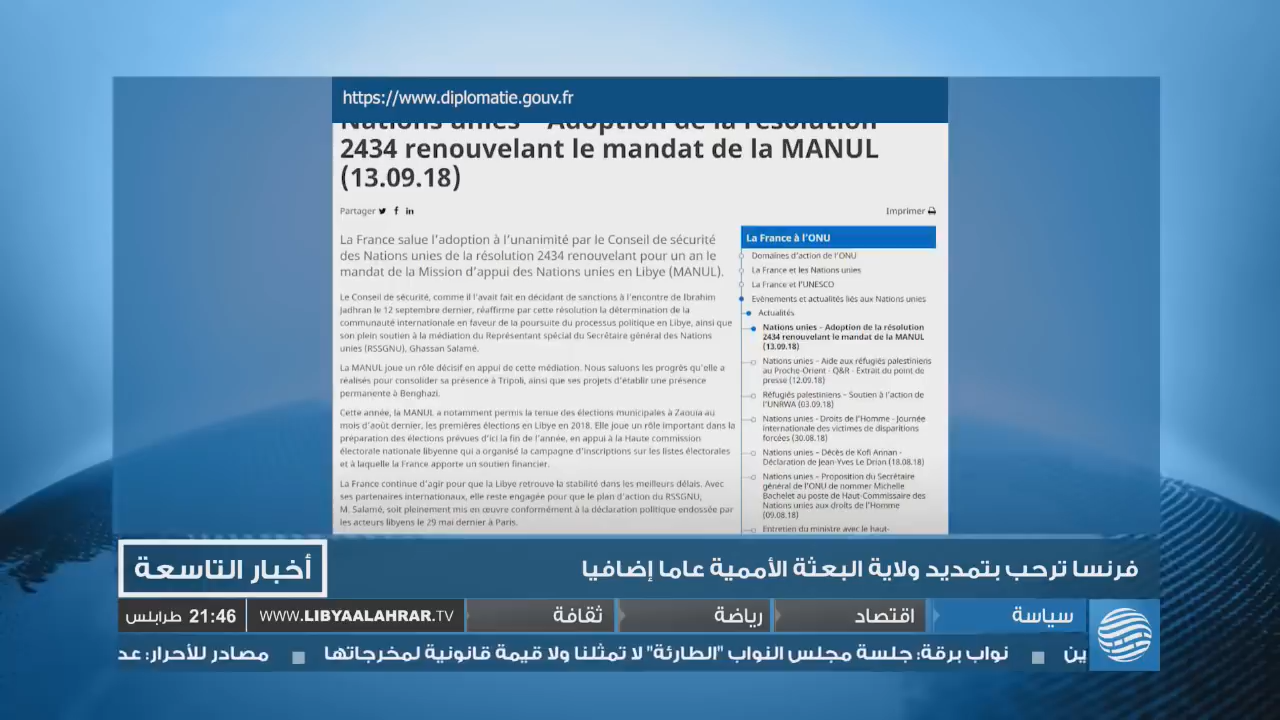 https://www.diplomatie.gouv.fr
Nations unies – Adoption de la résolution
2434 renouvelant le mandat de la MANUL
(13.09.18)
Partager
Imprimer
La France salue l'adoption à l'unanimité par le Conseil de sécurité
des Nations unies de la résolution 2434 renouvelant pour un an le
mandat de la Mission d'appui des Nations unies en Libye (MANUL).
Le Conseil de sécurité, comme il l'avait fait en décidant de sanctions à l'encontre de Ibrahim
Jadhran le 12 septembre dernier, réaffirme par cette résolution la détermination de la
communauté internationale en faveur de la poursuite du processus politique en Libye, ainsi que
son plein soutien à la médiation du Représentant spécial du Secrétaire général des Nations
unies (RSSGNU), Ghassan Salamé.
La MANUL joue un rôle décisif en appui de cette médiation. Nous saluons les progrès qu'elle a
réalisés pour consolider sa présence à Tripoli, ainsi que ses projets d'établir une présence
permanente à Benghazi.
Cette année, la MANUL a notamment permis la tenue des élections municipales à Zaouia au
mois d'août dernier, les premières élections en Libye en 2018. Elle joue un rôle important dans la
préparation des élections prévues d'ici la fin de l'année, en appui à la Haute commission
électorale nationale libyenne qui a organisé la campagne d'inscriptions sur les listes électorales
et à laquelle la France apporte un soutien financier.
La France continue d'agir pour que la Libye retrouve la stabilité dans les meilleurs délais. Avec
ses partenaires internationaux, elle reste engagée pour que le plan d'action du RSSGNU,
M. Salamé, soit pleinement mis en œuvre conformément à la déclaration politique endossée par
les acteurs libyens le 29 mai dernier à Paris.
La France à l'ONU
Domaines d'action de l'ONU
La France et les Nations unies
La France et l'UNESCO
Evènements et actualités liés aux Nations unies
Actualités
Nations unies – Adoption de la résolution
2434 renouvelant le mandat de la MANUL
(13.09.18)
Nations unies – Aide aux réfugiés palestiniens
au Proche-Orient - Q&R - Extrait du point de
presse (12.09.18)
Réfugiés palestiniens – Soutien à l'action de
l'UNRWA (03.09.18)
Nations unies - Droits de l'Homme - Journée
internationale des victimes de disparitions
forcées (30.08.18)
Nations unies – Décès de Kofi Annan -
Déclaration de Jean-Yves Le Drian (18.08.18)
Nations unies – Proposition du Secrétaire
général de l'ONU de nommer Michelle
Bachelet au poste de Haut-Commissaire des
Nations unies aux droits de l'Homme
(09.08.18)
Entretien du ministre avec le haut-
فرنسا ترحب بتمديد ولاية البعثة الأممية عاما إضافيا
أخبار التاسعة
سياسة
اقتصاد
رياضة
ثقافة
WWW.LIBYAALAHRAR.TV
21:46 طرابلس
ين ■ نواب برقة: جلسة مجلس النواب "الطارئة" لا تمثلنا ولا قيمة قانونية لمخرجاتها ■ مصادر للأحرار: عد